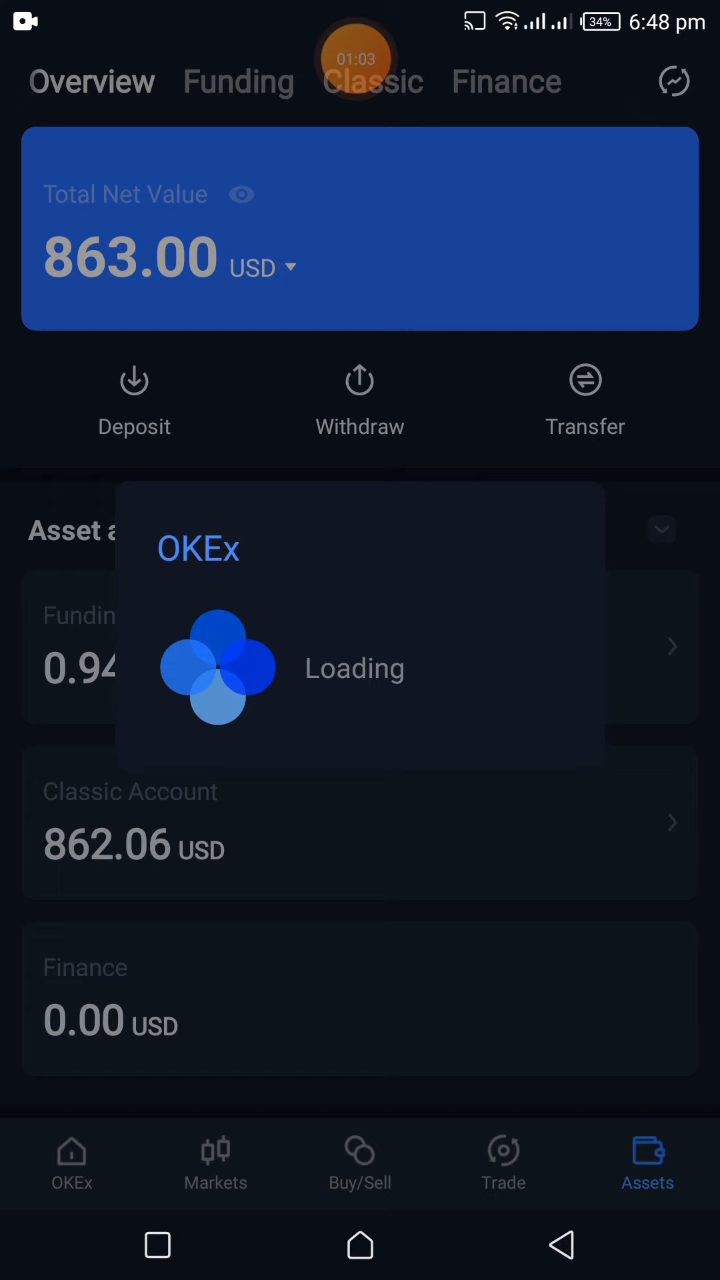 34% 6:48 pm
01:03
Overview Funding Classic Finance
Total Net Value
863.00 USD
Deposit Withdraw Transfer
Asset a
OKEx
Fundin
0.94
Loading
Classic Account
862.06 USD
Finance
0.00 USD
OKEx Markets Buy/Sell Trade Assets